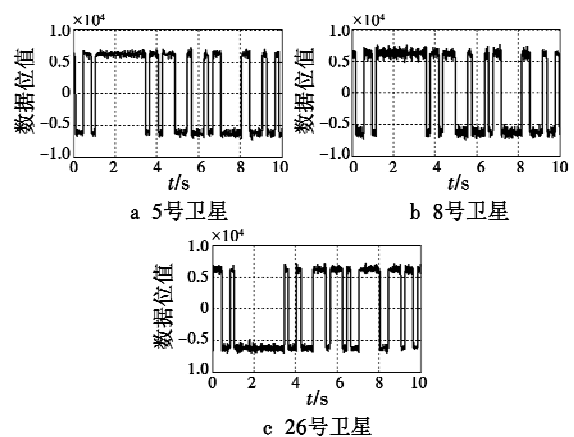 ×10⁴ ×10⁴
1.0 1.0
0.5 0.5
数据位值 0 数据位值 0
−0.5 −0.5
−1.0 −1.0
0 2 4 6 8 10 0 2 4 6 8 10
t/s t/s
a 5号卫星 b 8号卫星
×10⁴
1.0
0.5
数据位值 0
−0.5
1.0
0 2 4 6 8 10
t/s
c 26号卫星